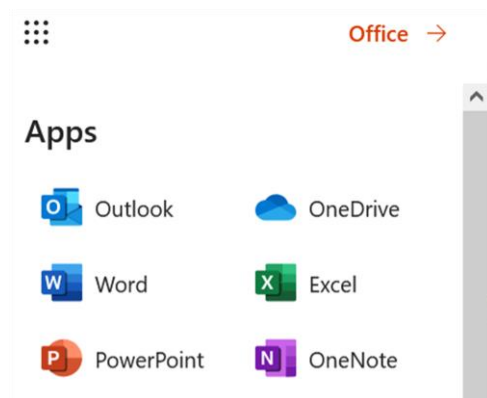 Office →
Apps
Outlook OneDrive
Word Excel
PowerPoint OneNote